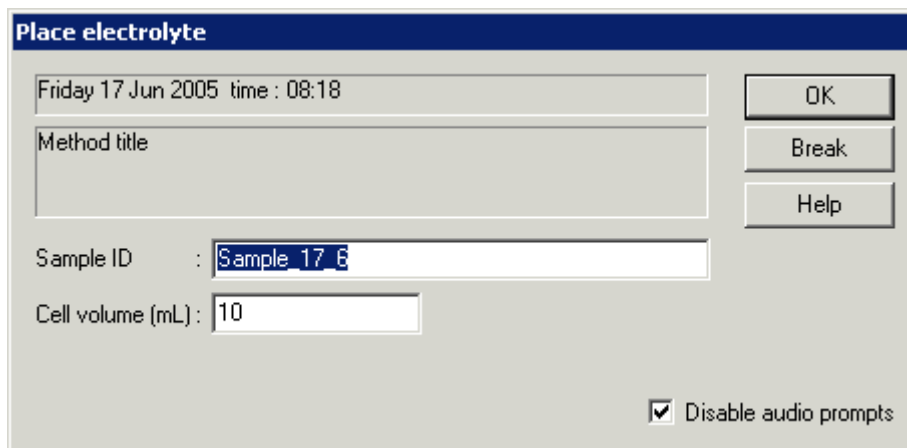 Place electrolyte
Friday 17 Jun 2005 time : 08:18
OK
Method title
Break
Help
Sample ID : Sample_17_6
Cell volume (mL) : 10
Disable audio prompts